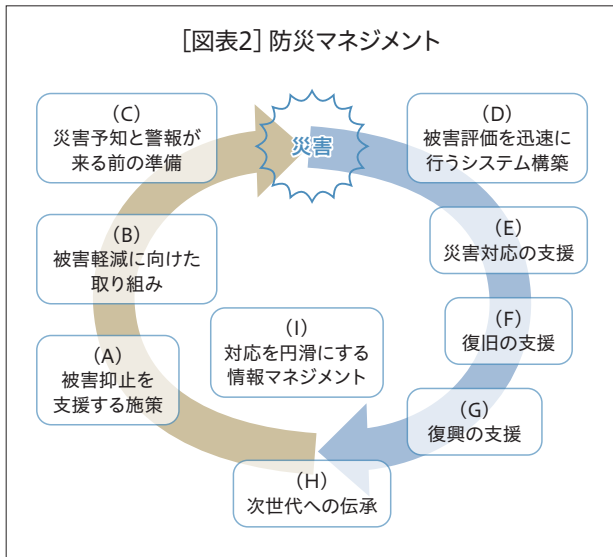 ［図表2］防災マネジメント
（C）
災害予知と警報が
来る前の準備
災害
（D）
被害評価を迅速に
行うシステム構築
（B）
被害軽減に向けた
取り組み
（E）
災害対応の支援
（I）
対応を円滑にする
情報マネジメント
（F）
復旧の支援
（A）
被害抑止を
支援する施策
（G）
復興の支援
（H）
次世代への伝承